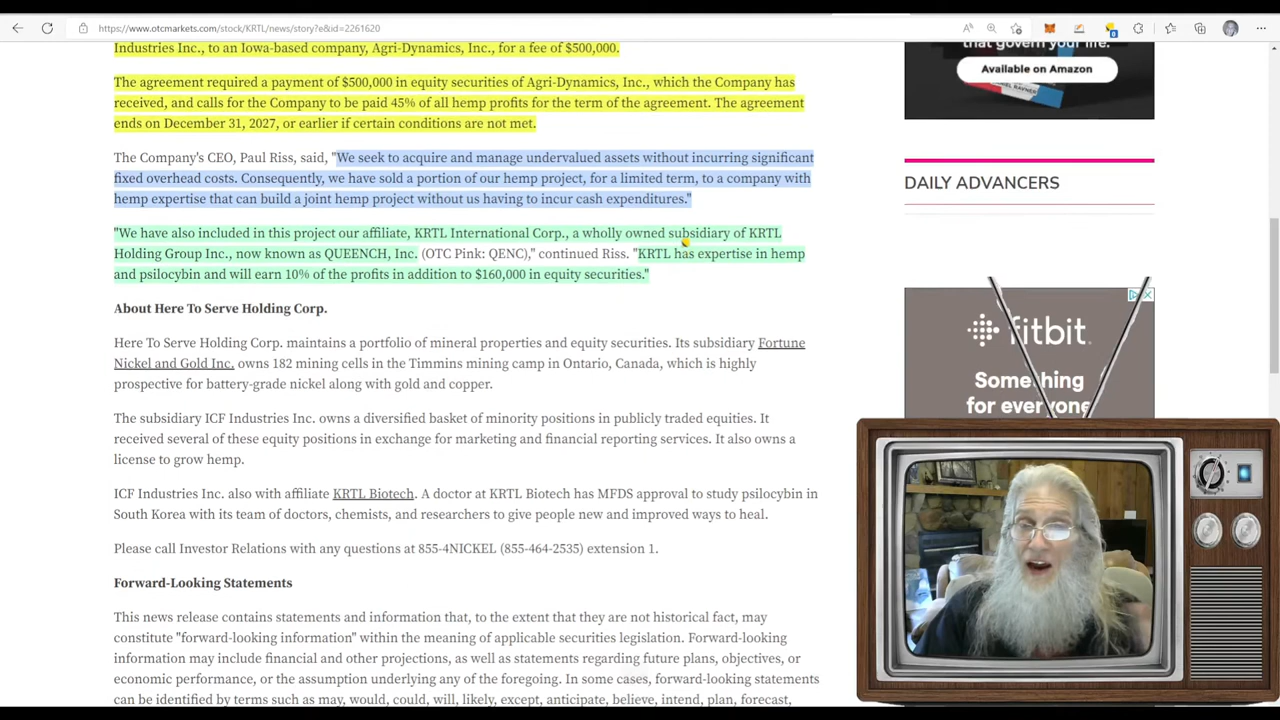 https://www.otcmarkets.com/stock/KRTL/news/story?e&id=2261620
Industries Inc., to an Iowa-based company, Agri-Dynamics, Inc., for a fee of $500,000.
The agreement required a payment of $500,000 in equity securities of Agri-Dynamics, Inc., which the Company has
received, and calls for the Company to be paid 45% of all hemp profits for the term of the agreement. The agreement
ends on December 31, 2027, or earlier if certain conditions are not met.
The Company's CEO, Paul Riss, said, "We seek to acquire and manage undervalued assets without incurring significant
fixed overhead costs. Consequently, we have sold a portion of our hemp project, for a limited term, to a company with
hemp expertise that can build a joint hemp project without us having to incur cash expenditures."
"We have also included in this project our affiliate, KRTL International Corp., a wholly owned subsidiary of KRTL
Holding Group Inc., now known as QUEENCH, Inc. (OTC Pink: QENC)," continued Riss. "KRTL has expertise in hemp
and psilocybin and will earn 10% of the profits in addition to $160,000 in equity securities."
About Here To Serve Holding Corp.
Here To Serve Holding Corp. maintains a portfolio of mineral properties and equity securities. Its subsidiary Fortune
Nickel and Gold Inc. owns 182 mining cells in the Timmins mining camp in Ontario, Canada, which is highly
prospective for battery-grade nickel along with gold and copper.
The subsidiary ICF Industries Inc. owns a diversified basket of minority positions in publicly traded equities. It
received several of these equity positions in exchange for marketing and financial reporting services. It also owns a
license to grow hemp.
ICF Industries Inc. also with affiliate KRTL Biotech. A doctor at KRTL Biotech has MFDS approval to study psilocybin in
South Korea with its team of doctors, chemists, and researchers to give people new and improved ways to heal.
Please call Investor Relations with any questions at 855-4NICKEL (855-464-2535) extension 1.
Forward-Looking Statements
This news release contains statements and information that, to the extent that they are not historical fact, may
constitute "forward-looking information" within the meaning of applicable securities legislation. Forward-looking
information may include financial and other projections, as well as statements regarding future plans, objectives, or
economic performance, or the assumption underlying any of the foregoing. In some cases, forward-looking statements
can be identified by terms such as may, would, could, will, likely, except, anticipate, believe, intend, plan, forecast,
that govern your life.
Available on Amazon
DAILY ADVANCERS
fitbit
Something
for everyone